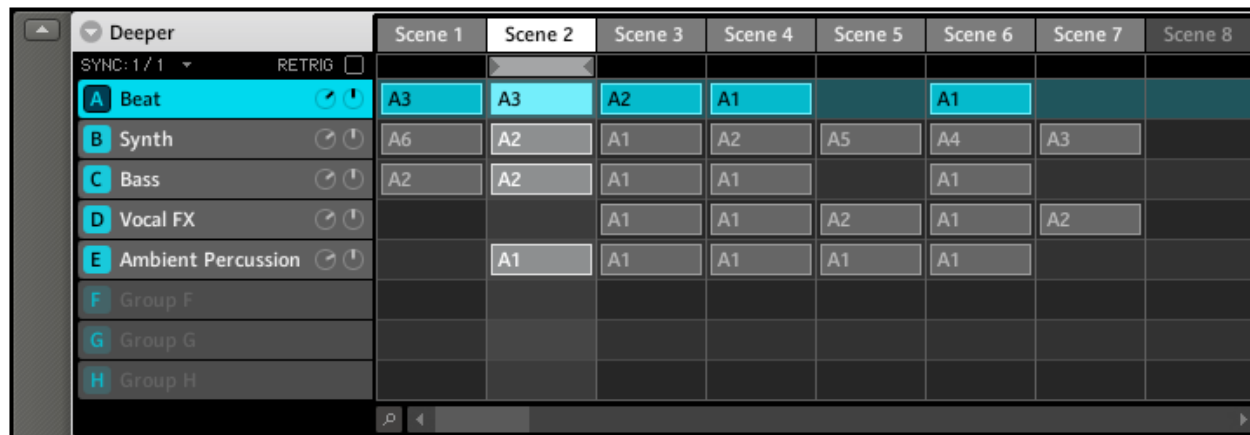 Deeper Scene 1 Scene 2 Scene 3 Scene 4 Scene 5 Scene 6 Scene 7 Scene 8
SYNC: 1 / 1 RETRIG
A Beat A3 A3 A2 A1 A1
B Synth A6 A2 A1 A2 A5 A4 A3
C Bass A2 A2 A1 A1 A1
D Vocal FX A1 A1 A2 A1 A2
E Ambient Percussion A1 A1 A1 A1 A1
F Group F
G Group G
H Group H